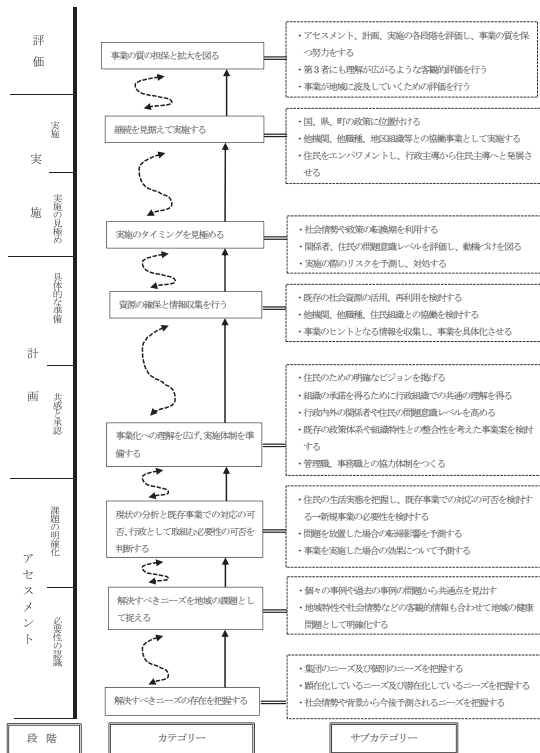 評価
事業の質の担保と拡大を図る
・アセスメント、計画、実施の各段階を評価し、事業の質を保
つ努力をする
・第3者にも理解が広がるような客観的評価を行う
・事業が地域に波及していくための評価を行う
実施
実施
継続を見据えて実施する
・国、県、町の政策に位置付ける
・他機関、他職種、地区組織等との協働事業として実施する
・住民をエンパワメントし、行政主導から住民主導へと発展さ
せる
実施の見極め
実施のタイミングを見極める
・社会情勢や政策の転換期を利用する
・関係者、住民の問題意識レベルを評価し、動機づけを図る
・実施の際のリスクを予測し、対処する
計画
具体的な準備
資源の確保と情報収集を行う
・既存の社会資源の活用、再利用を検討する
・他機関、他職種、住民組織との協働を検討する
・事業のヒントとなる情報を収集し、事業を具体化させる
共感と承認
事業化への理解を広げ、実施体制を準
備する
・住民のための明確なビジョンを掲げる
・組織の承諾を得るために行政組織での共通の理解を得る
・行政内外の関係者や住民の問題意識レベルを高める
・既存の政策体系や組織特性との整合性を考えた事業案を検討
する
・管理職、事務職との協力体制をつくる
アセスメント
課題の明確化
現状の分析と既存事業での対応の可
否、行政として取組む必要性の可否を
判断する
・住民の生活実態を把握し、既存事業での対応の可否を検討す
る→新規事業の必要性を検討する
・問題を放置した場合の転帰影響を予測する
・事業を実施した場合の効果について予測する
必要性の認識
解決すべきニーズを地域の課題とし
て捉える
・個々の事例や過去の事例の問題から共通点を見出す
・地域特性や社会情勢などの客観的情報も合わせて地域の健康
問題として明確化する
解決すべきニーズの存在を把握する
・集団のニーズ及び個別のニーズを把握する
・顕在化しているニーズ及び潜在化しているニーズを把握する
・社会情勢や背景から今後予測されるニーズを把握する
段 階
カテゴリー
サブカテゴリー